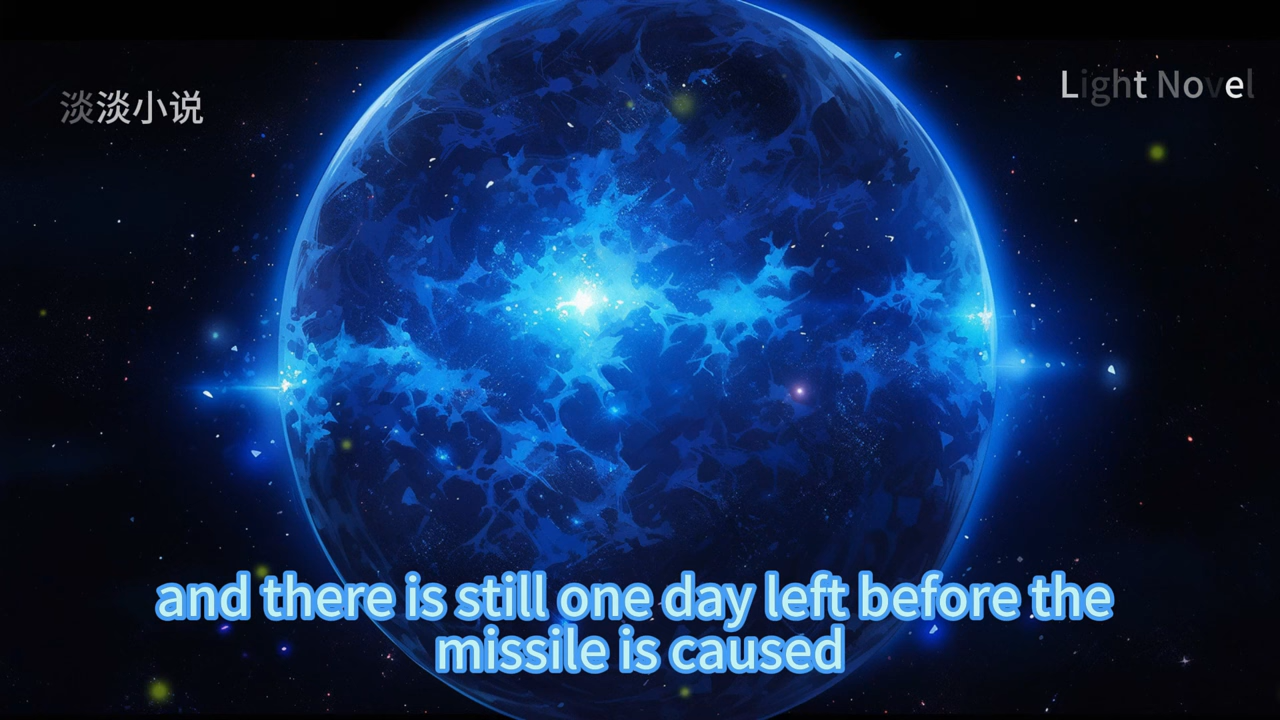 淡淡小说
Light Novel
and there is still one day left before the
missile is caused